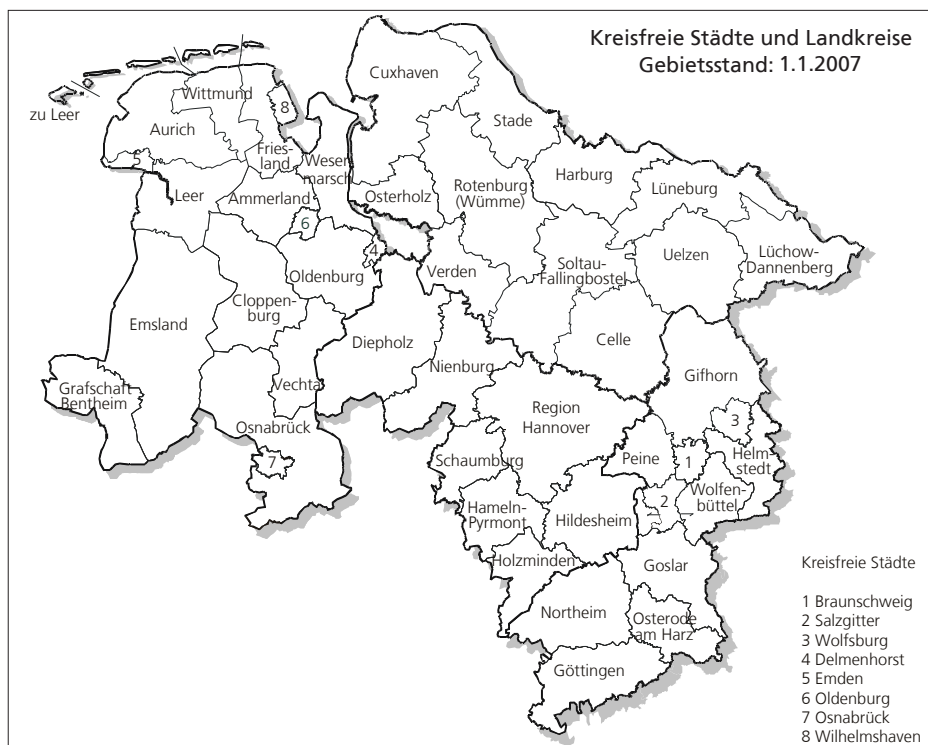 Kreisfreie Städte und Landkreise
Gebietsstand: 1.1.2007
Cuxhaven
Wittmund
8
zu Leer
Stade
Aurich
Fries-
land
Weser
marsch
5
Harburg
Lüneburg
Leer
Ammerland
Osterholz
Rotenburg
(Wümme)
6
4
Oldenburg
Verden
Soltau-
Fallingbostel
Uelzen
Lüchow-
Dannenberg
Cloppen-
burg
Emsland
Diepholz
Celle
Nienburg
Gifhorn
Vechta
Grafschaft
Bentheim
Region
Hannover
Osnabrück
3
7
Schaumburg
Peine
1
Helm-
stedt
2
Wolfen-
büttel
Hameln-
Pyrmont
Hildesheim
Holzminden
Goslar
Northeim
Osterode
am Harz
Göttingen
Kreisfreie Städte
1 Braunschweig
2 Salzgitter
3 Wolfsburg
4 Delmenhorst
5 Emden
6 Oldenburg
7 Osnabrück
8 Wilhelmshaven